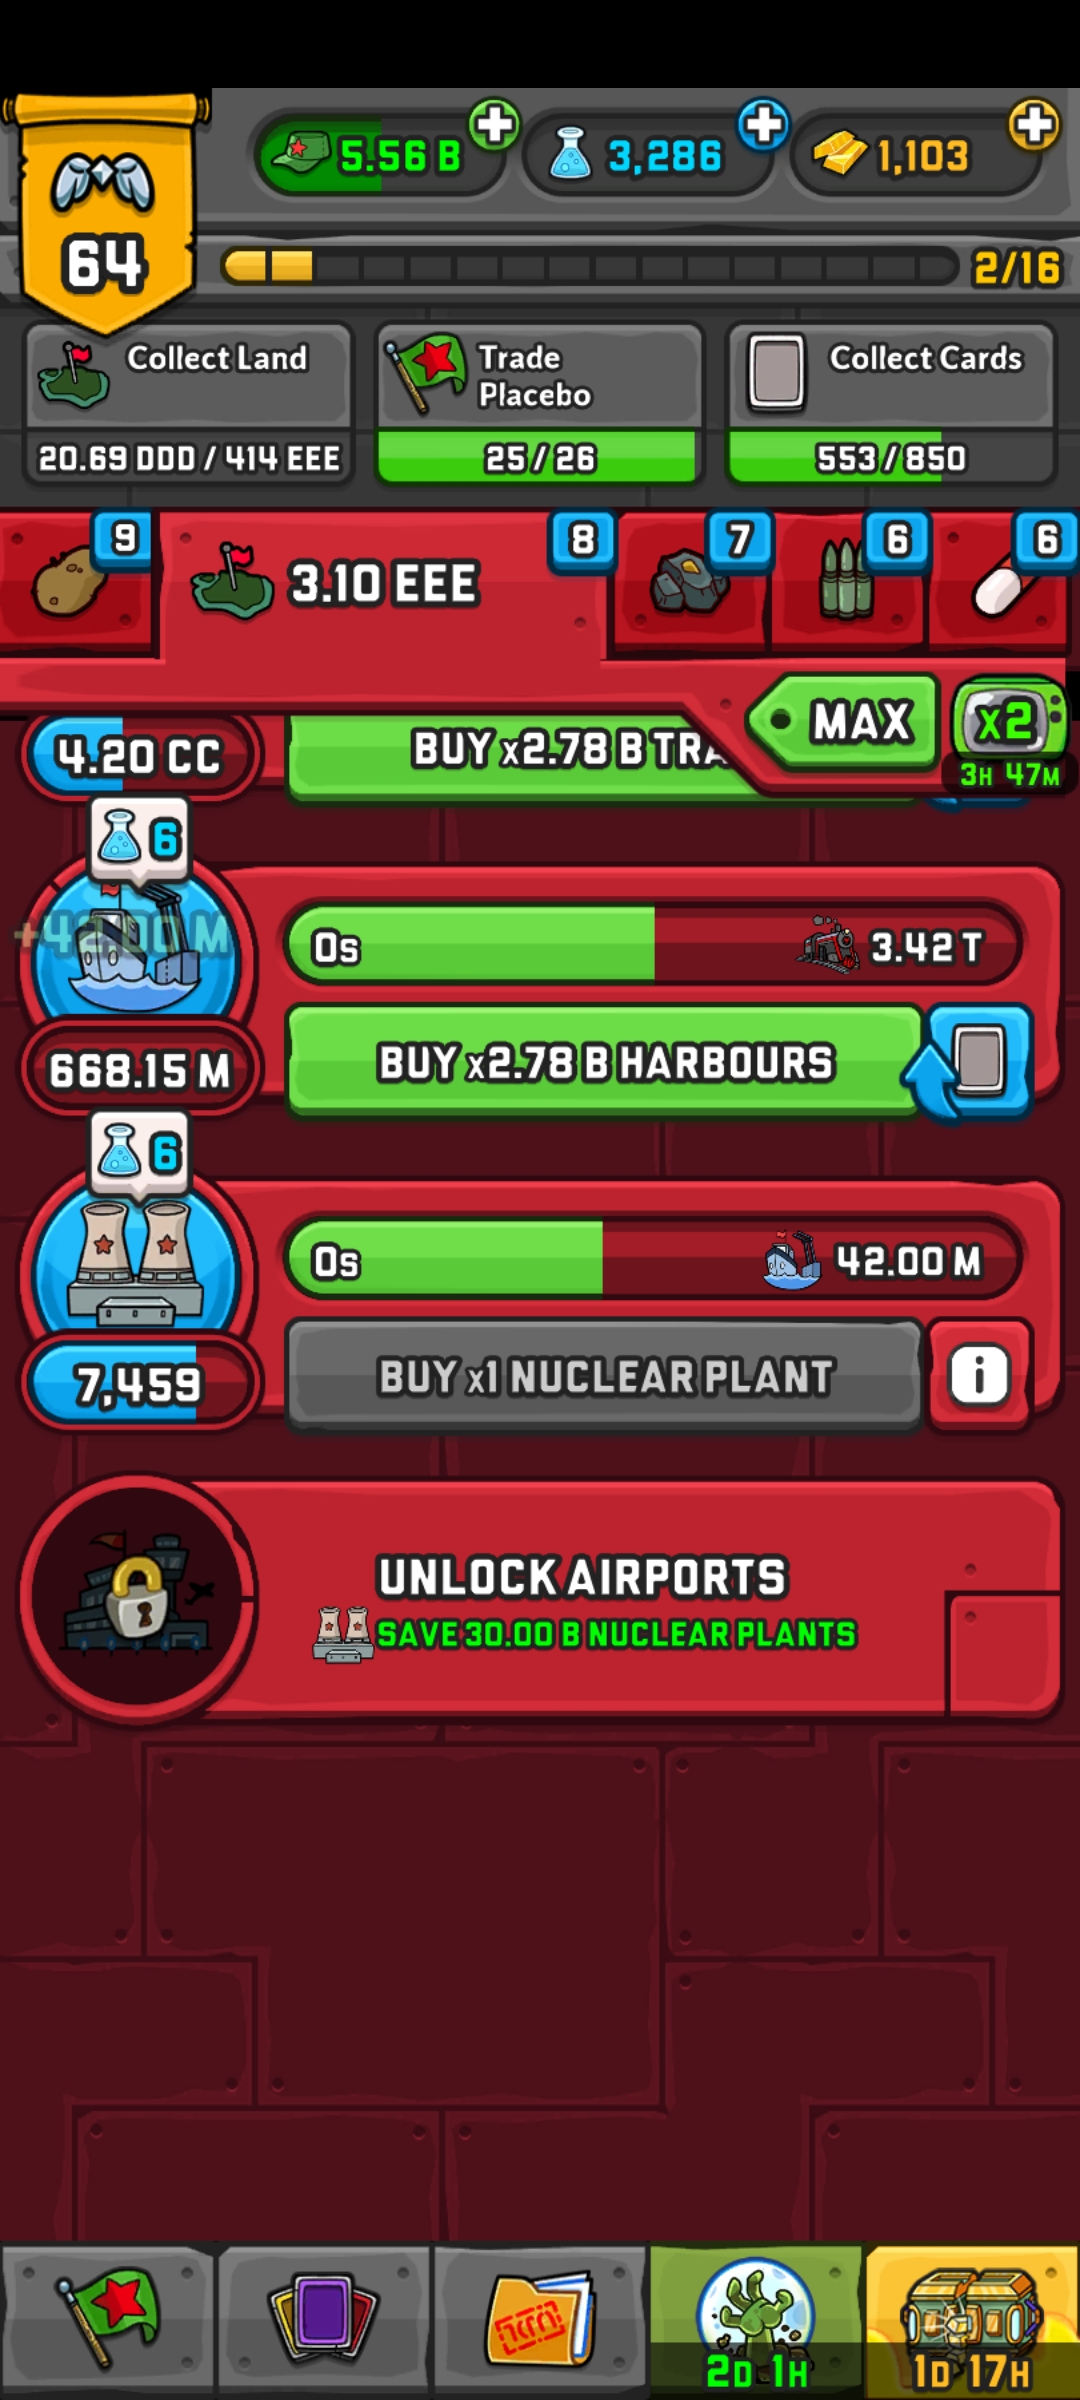 5.56 B
3,286
1,103
64
2/16
Collect Land
20.69 DDD / 414 EEE
Trade
Placebo
25 / 26
Collect Cards
553 / 850
9
3.10 EEE
8
7
6
6
MAX
x2
3H 47M
4.20 CC
BUY x2.78 B TRA
6
+42.00 M
0s
3.42 T
668.15 M
BUY x2.78 B HARBOURS
6
0s
42.00 M
7,459
BUY x1 NUCLEAR PLANT
i
UNLOCK AIRPORTS
SAVE 30.00 B NUCLEAR PLANTS
2D 1H
1D 17H